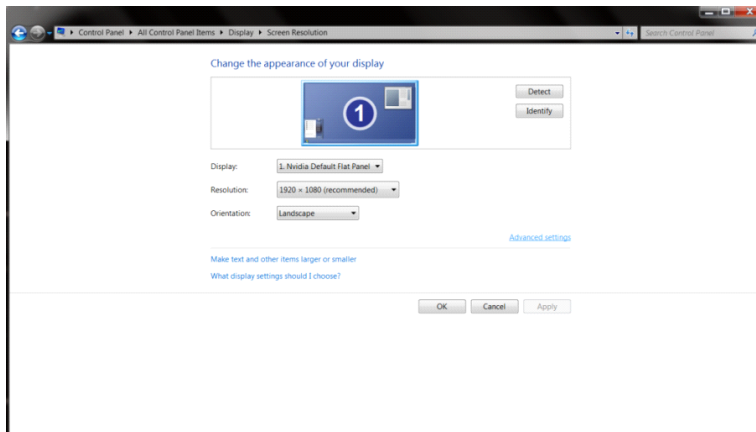 Control Panel ▸ All Control Panel Items ▸ Display ▸ Screen Resolution
Search Control Panel
Change the appearance of your display
1
Detect
Identify
Display: 1. Nvidia Default Flat Panel
Resolution: 1920 × 1080 (recommended)
Orientation: Landscape
Advanced settings
Make text and other items larger or smaller
What display settings should I choose?
OK Cancel Apply